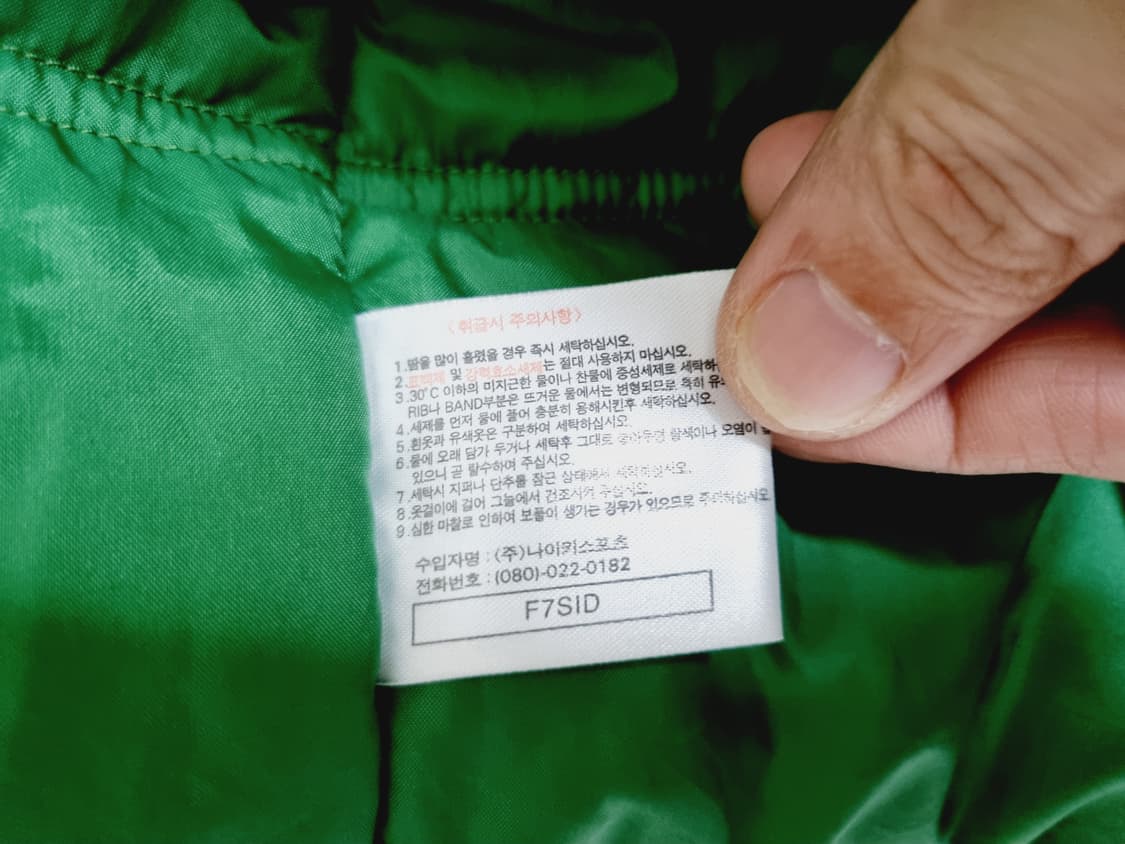 〈취급시 주의사항〉
1.땀을 많이 흘렸을 경우 즉시 세탁하십시오.
2.표백제 및 강력효소세제는 절대 사용하지 마십시오.
3.30°C 이하의 미지근한 물이나 찬물에 중성세제로 세탁하
RIB나 BAND부분은 뜨거운 물에서는 변형되므로 특히 유
4.세제를 먼저 물에 풀어 충분히 용해시킨후 세탁하십시오.
5.흰옷과 유색옷은 구분하여 세탁하십시오.
6.물에 오래 담가 두거나 세탁후 그대로 탈색이나 오염이
있으니 곧 탈수하여 주십시오.
7.세탁시 지퍼나 단추를 잠근 상태에서 세탁하십시오.
8.옷걸이에 걸어 그늘에서 건조시켜 주십시오.
9.심한 마찰로 인하여 보풀이 생기는 경우가 있으므로 주의하십시오.
수입자명 : (주)나이키스포츠
전화번호 : (080)-022-0182
F7SID